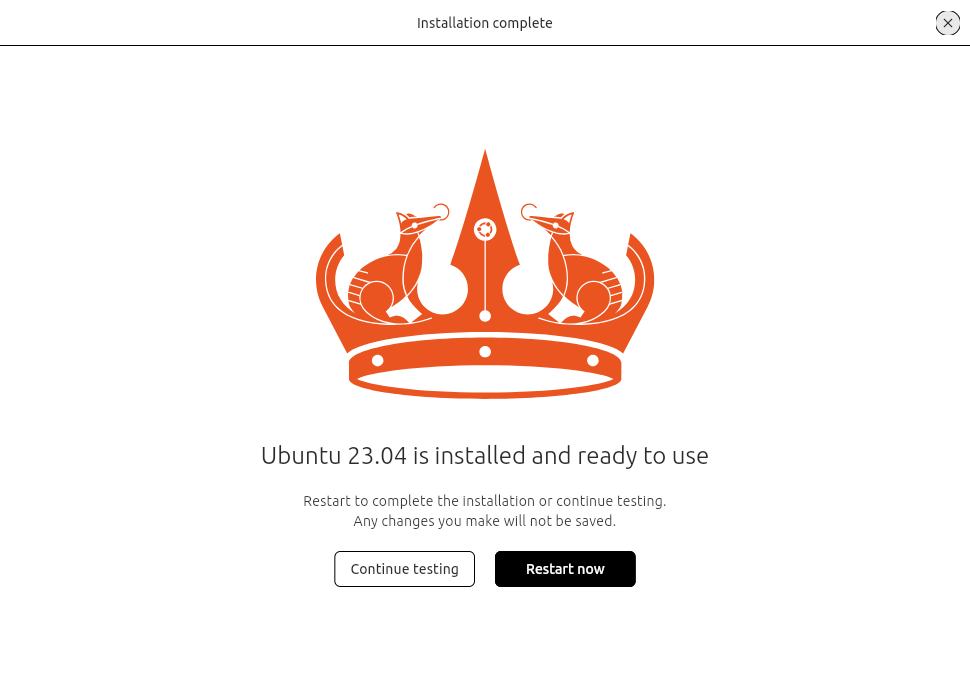 Installation complete
Ubuntu 23.04 is installed and ready to use
Restart to complete the installation or continue testing.
Any changes you make will not be saved.
Continue testing
Restart now